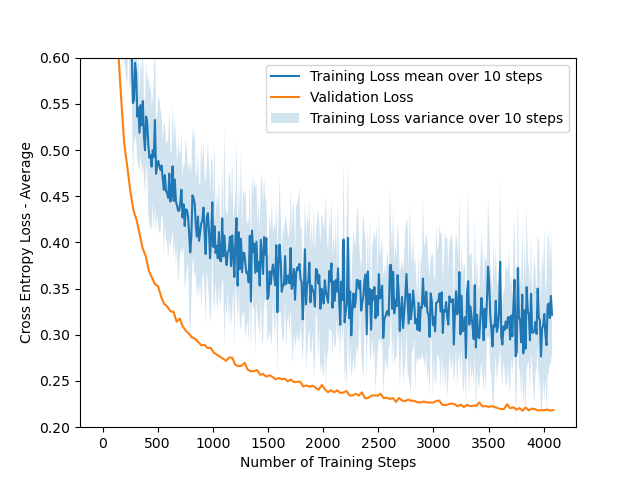 0.60
0.55
0.50
0.45
0.40
0.35
0.30
0.25
0.20
Cross Entropy Loss - Average
Training Loss mean over 10 steps
Validation Loss
Training Loss variance over 10 steps
0 500 1000 1500 2000 2500 3000 3500 4000
Number of Training Steps